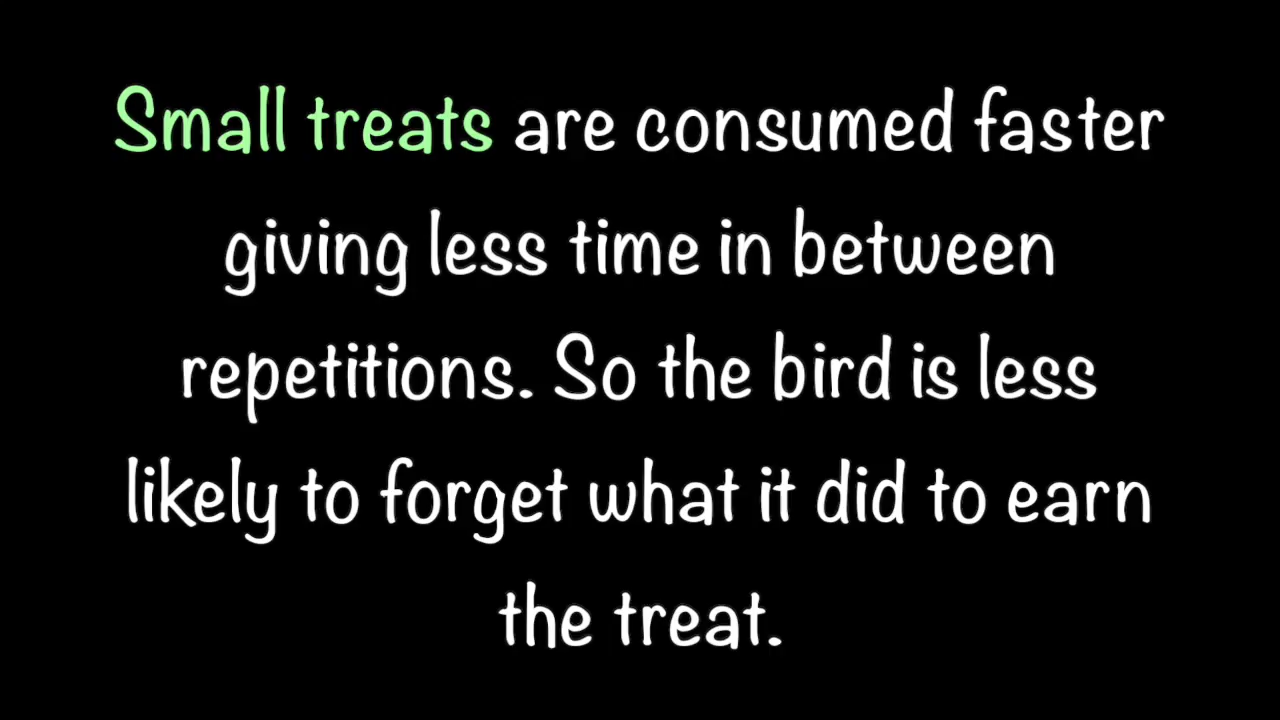 Small treats are consumed faster
giving less time in between
repetitions. So the bird is less
likely to forget what it did to earn
the treat.